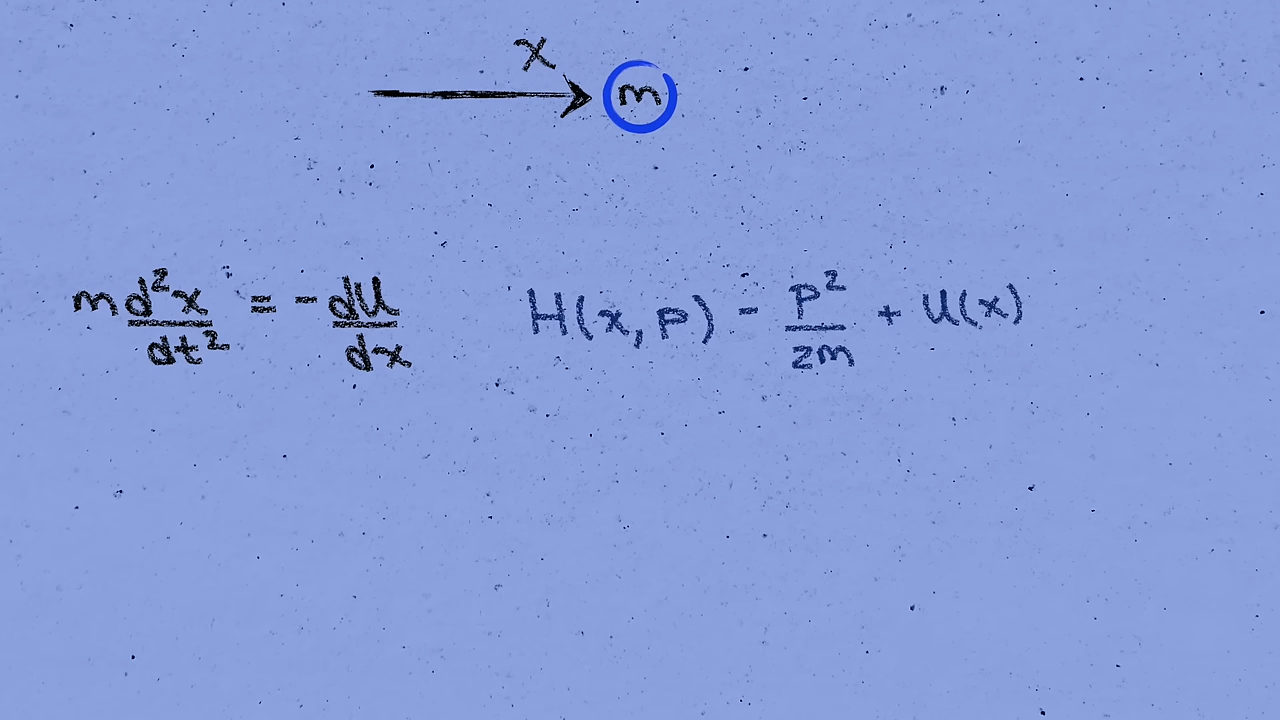 x
m
m d²x/dt² = - dU/dx
H(x, p) - p²/2m + U(x)